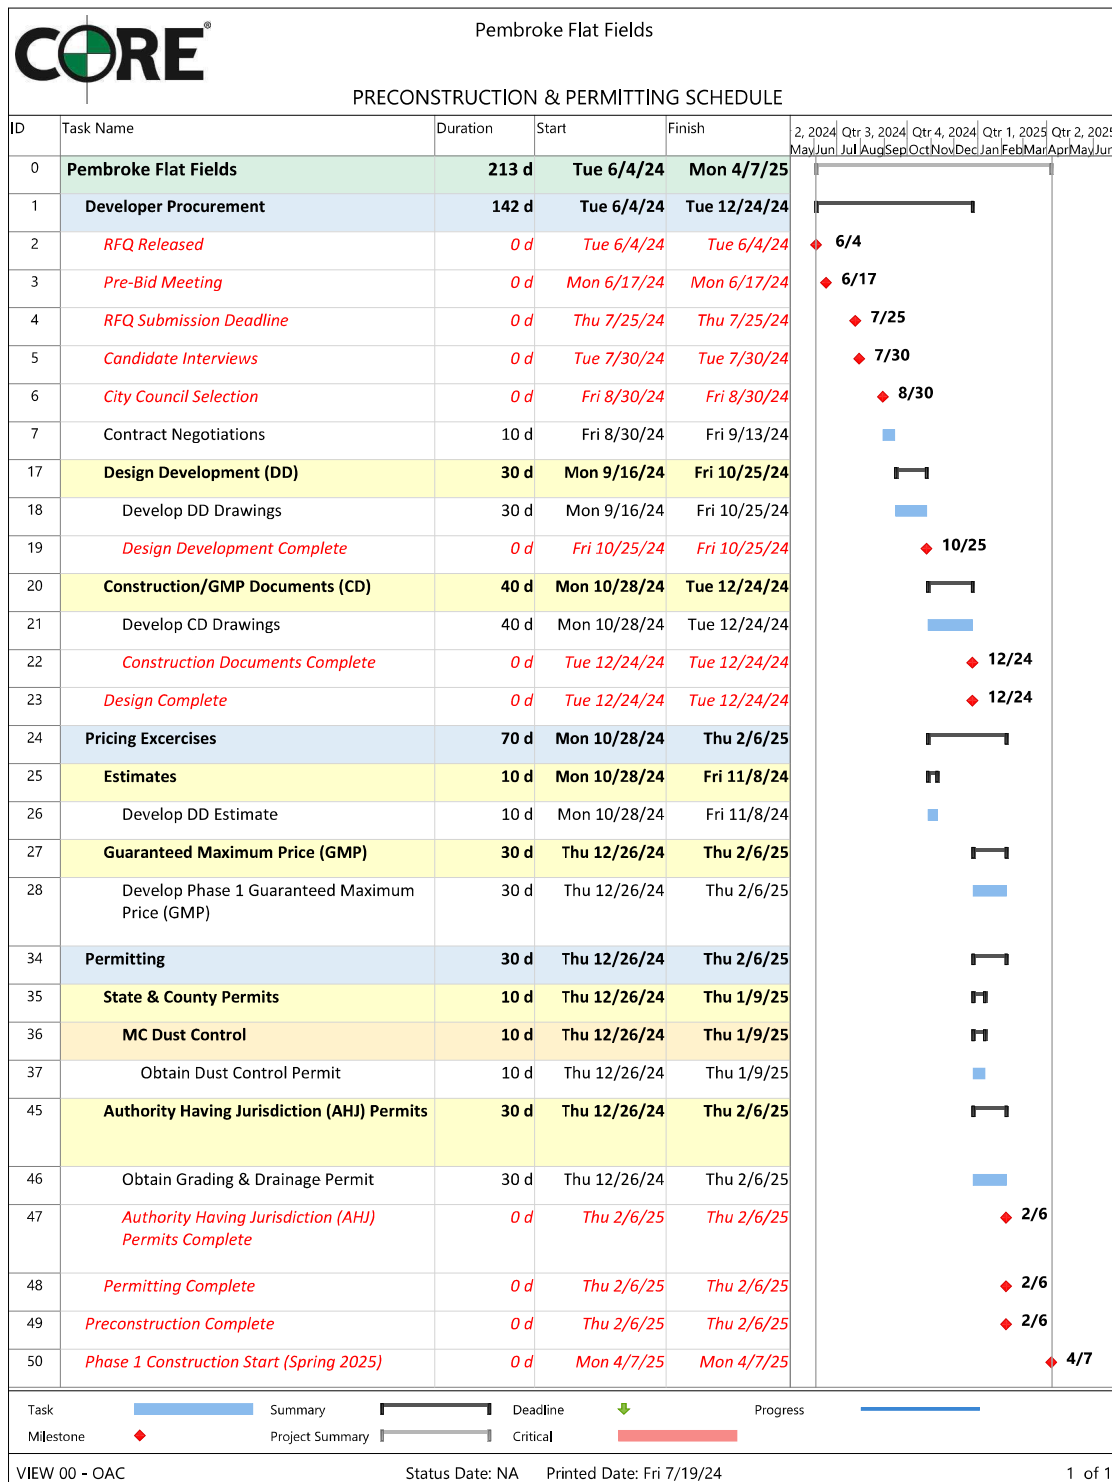 CORE®
Pembroke Flat Fields
PRECONSTRUCTION & PERMITTING SCHEDULE
ID Task Name Duration Start Finish 2, 2024 Qtr 3, 2024 Qtr 4, 2024 Qtr 1, 2025 Qtr 2, 2025
May Jun Jul Aug Sep Oct Nov Dec Jan Feb Mar Apr May Jun
0 Pembroke Flat Fields 213 d Tue 6/4/24 Mon 4/7/25
1 Developer Procurement 142 d Tue 6/4/24 Tue 12/24/24
2 RFQ Released 0 d Tue 6/4/24 Tue 6/4/24 6/4
3 Pre-Bid Meeting 0 d Mon 6/17/24 Mon 6/17/24 6/17
4 RFQ Submission Deadline 0 d Thu 7/25/24 Thu 7/25/24 7/25
5 Candidate Interviews 0 d Tue 7/30/24 Tue 7/30/24 7/30
6 City Council Selection 0 d Fri 8/30/24 Fri 8/30/24 8/30
7 Contract Negotiations 10 d Fri 8/30/24 Fri 9/13/24
17 Design Development (DD) 30 d Mon 9/16/24 Fri 10/25/24
18 Develop DD Drawings 30 d Mon 9/16/24 Fri 10/25/24
19 Design Development Complete 0 d Fri 10/25/24 Fri 10/25/24 10/25
20 Construction/GMP Documents (CD) 40 d Mon 10/28/24 Tue 12/24/24
21 Develop CD Drawings 40 d Mon 10/28/24 Tue 12/24/24
22 Construction Documents Complete 0 d Tue 12/24/24 Tue 12/24/24 12/24
23 Design Complete 0 d Tue 12/24/24 Tue 12/24/24 12/24
24 Pricing Excercises 70 d Mon 10/28/24 Thu 2/6/25
25 Estimates 10 d Mon 10/28/24 Fri 11/8/24
26 Develop DD Estimate 10 d Mon 10/28/24 Fri 11/8/24
27 Guaranteed Maximum Price (GMP) 30 d Thu 12/26/24 Thu 2/6/25
28 Develop Phase 1 Guaranteed Maximum 30 d Thu 12/26/24 Thu 2/6/25
Price (GMP)
34 Permitting 30 d Thu 12/26/24 Thu 2/6/25
35 State & County Permits 10 d Thu 12/26/24 Thu 1/9/25
36 MC Dust Control 10 d Thu 12/26/24 Thu 1/9/25
37 Obtain Dust Control Permit 10 d Thu 12/26/24 Thu 1/9/25
45 Authority Having Jurisdiction (AHJ) Permits 30 d Thu 12/26/24 Thu 2/6/25
46 Obtain Grading & Drainage Permit 30 d Thu 12/26/24 Thu 2/6/25
47 Authority Having Jurisdiction (AHJ) 0 d Thu 2/6/25 Thu 2/6/25 2/6
Permits Complete
48 Permitting Complete 0 d Thu 2/6/25 Thu 2/6/25 2/6
49 Preconstruction Complete 0 d Thu 2/6/25 Thu 2/6/25 2/6
50 Phase 1 Construction Start (Spring 2025) 0 d Mon 4/7/25 Mon 4/7/25 4/7
Task Summary Deadline Progress
Milestone Project Summary Critical
VIEW 00 - OAC Status Date: NA Printed Date: Fri 7/19/24 1 of 1